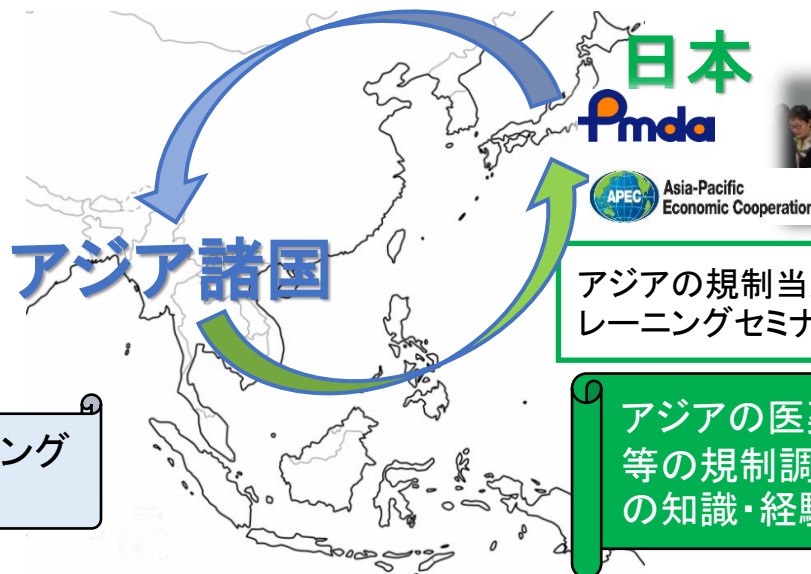 日本
Pmda
APEC
Asia-Pacific
Economic Cooperation
アジア諸国
アジアの規制当
レーニングセミナ
ング
アジアの医
等の規制調
の知識・経験